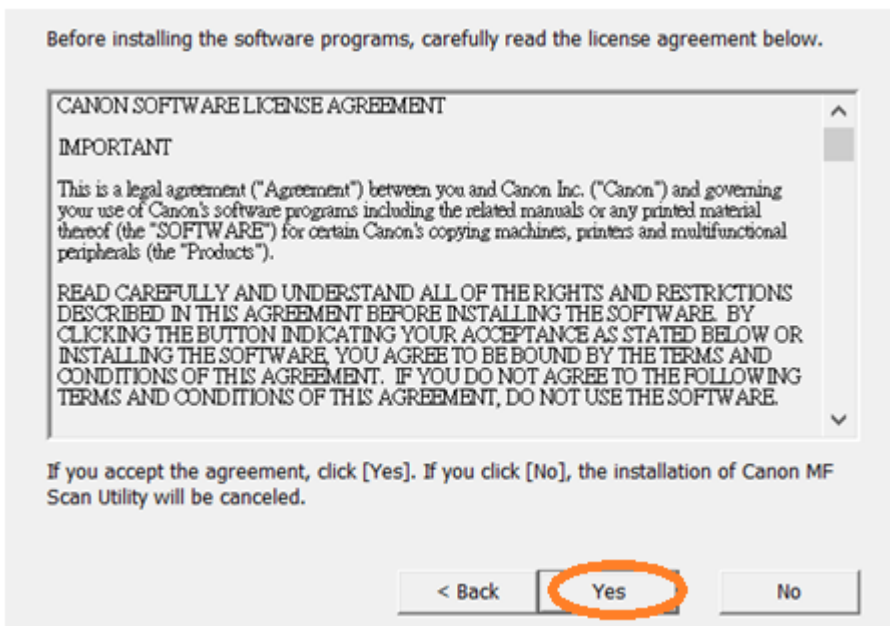 Before installing the software programs, carefully read the license agreement below.
CANON SOFTWARE LICENSE AGREEMENT
IMPORTANT
This is a legal agreement ("Agreement") between you and Canon Inc. ("Canon") and governing
your use of Canon's software programs including the related manuals or any printed material
thereof (the "SOFTWARE") for certain Canon's copying machines, printers and multifunctional
peripherals (the "Products").
READ CAREFULLY AND UNDERSTAND ALL OF THE RIGHTS AND RESTRICTIONS
DESCRIBED IN THIS AGREEMENT BEFORE INSTALLING THE SOFTWARE. BY
CLICKING THE BUTTON INDICATING YOUR ACCEPTANCE AS STATED BELOW OR
INSTALLING THE SOFTWARE, YOU AGREE TO BE BOUND BY THE TERMS AND
CONDITIONS OF THIS AGREEMENT. IF YOU DO NOT AGREE TO THE FOLLOWING
TERMS AND CONDITIONS OF THIS AGREEMENT, DO NOT USE THE SOFTWARE.
If you accept the agreement, click [Yes]. If you click [No], the installation of Canon MF
Scan Utility will be canceled.
< Back Yes No